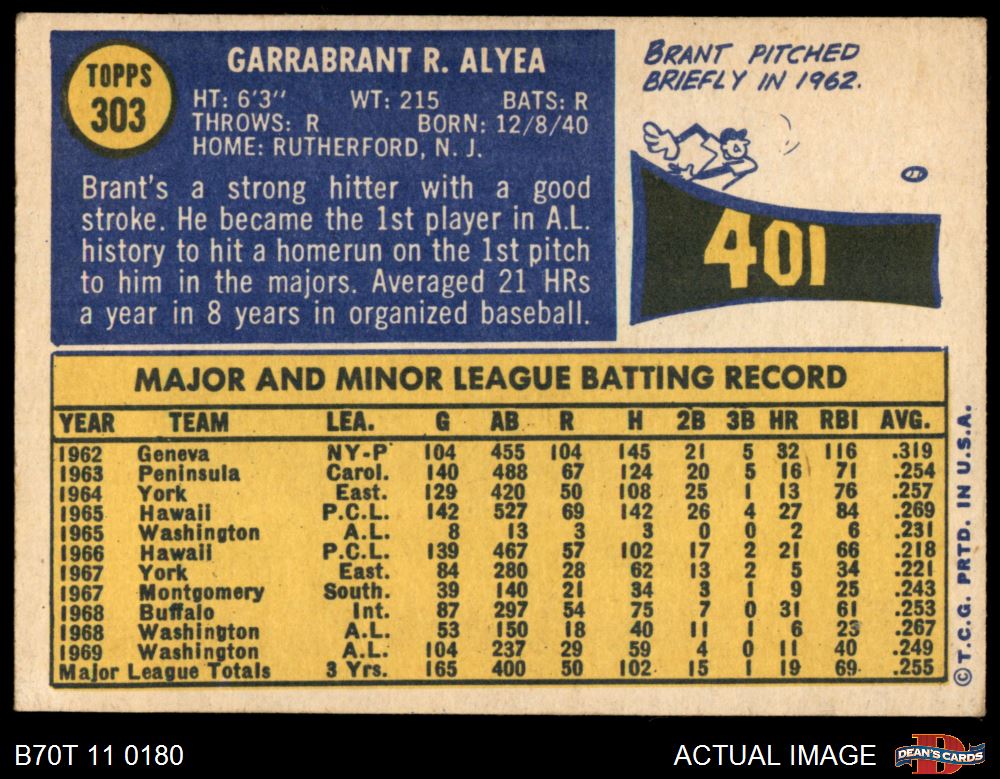 TOPPS
303
GARRABRANT R. ALYEA
HT: 6'3" WT: 215 BATS: R
THROWS: R BORN: 12/8/40
HOME: RUTHERFORD, N. J.
Brant's a strong hitter with a good
stroke. He became the 1st player in A.L.
history to hit a homerun on the 1st pitch
to him in the majors. Averaged 21 HRs
a year in 8 years in organized baseball.
BRANT PITCHED
BRIEFLY IN 1962.
401
MAJOR AND MINOR LEAGUE BATTING RECORD
YEAR TEAM LEA. G AB R H 2B 3B HR RBI AVG.
1962 Geneva NY-P 104 455 104 145 21 5 32 116 .319
1963 Peninsula Carol. 140 488 67 124 20 5 16 71 .254
1964 York East. 129 420 50 108 25 1 13 76 .257
1965 Hawaii P.C.L. 142 527 69 142 26 4 27 84 .269
1965 Washington A.L. 8 13 3 3 0 0 2 6 .231
1966 Hawaii P.C.L. 139 467 57 102 17 2 21 66 .218
1967 York East. 84 280 28 62 13 2 5 34 .221
1967 Montgomery South. 39 140 21 34 3 1 9 25 .243
1968 Buffalo Int. 87 297 54 75 7 0 31 61 .253
1968 Washington A.L. 53 150 18 40 11 1 6 23 .267
1969 Washington A.L. 104 237 29 59 4 0 11 40 .249
Major League Totals 3 Yrs. 165 400 50 102 15 1 19 69 .255
© T.C.G. PRTD. IN U.S.A.
B70T 11 0180
ACTUAL IMAGE
DEAN'S CARDS